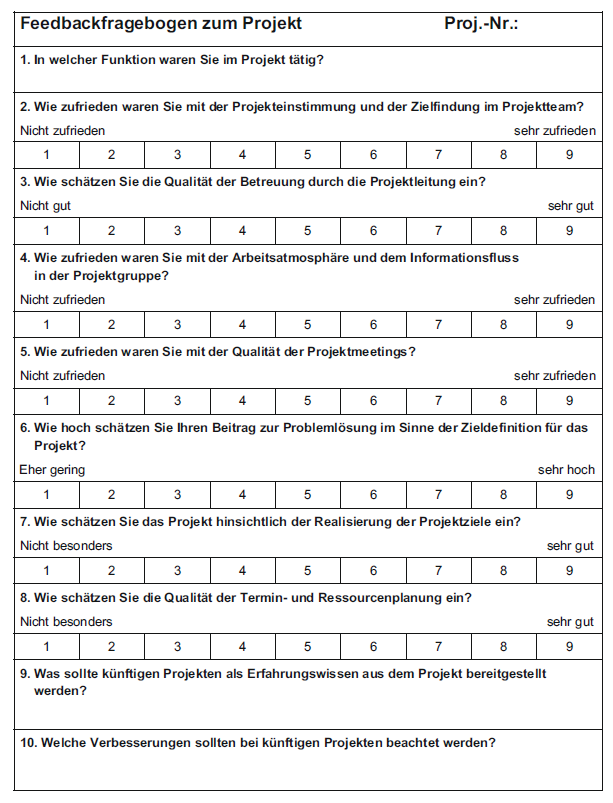 Feedbackfragebogen zum Projekt Proj.-Nr.:
1. In welcher Funktion waren Sie im Projekt tätig?
2. Wie zufrieden waren Sie mit der Projekteinstimmung und der Zielfindung im Projektteam?
Nicht zufrieden sehr zufrieden
1 2 3 4 5 6 7 8 9
3. Wie schätzen Sie die Qualität der Betreuung durch die Projektleitung ein?
Nicht gut sehr gut
1 2 3 4 5 6 7 8 9
4. Wie zufrieden waren Sie mit der Arbeitsatmosphäre und dem Informationsfluss
in der Projektgruppe?
Nicht zufrieden sehr zufrieden
1 2 3 4 5 6 7 8 9
5. Wie zufrieden waren Sie mit der Qualität der Projektmeetings?
Nicht zufrieden sehr zufrieden
1 2 3 4 5 6 7 8 9
6. Wie hoch schätzen Sie Ihren Beitrag zur Problemlösung im Sinne der Zieldefinition für das
Projekt?
Eher gering sehr hoch
1 2 3 4 5 6 7 8 9
7. Wie schätzen Sie das Projekt hinsichtlich der Realisierung der Projektziele ein?
Nicht besonders sehr gut
1 2 3 4 5 6 7 8 9
8. Wie schätzen Sie die Qualität der Termin- und Ressourcenplanung ein?
Nicht besonders sehr gut
1 2 3 4 5 6 7 8 9
9. Was sollte künftigen Projekten als Erfahrungswissen aus dem Projekt bereitgestellt
werden?
10. Welche Verbesserungen sollten bei künftigen Projekten beachtet werden?